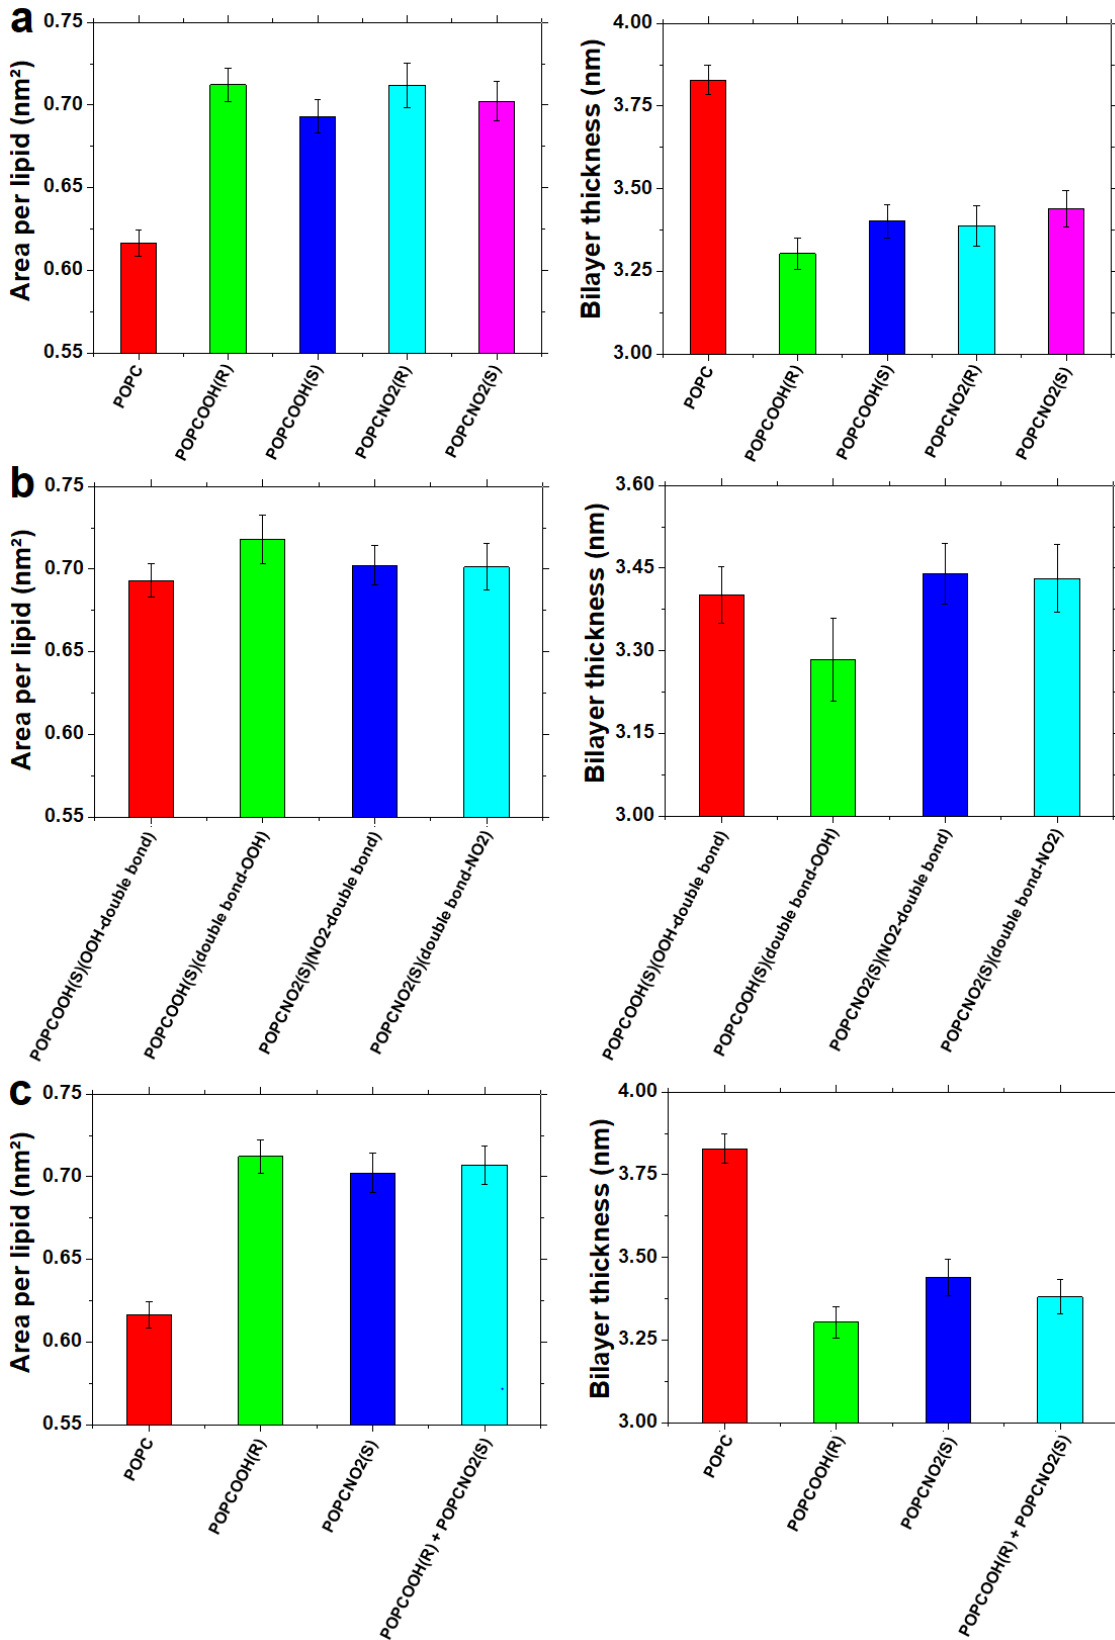 a
Area per lipid (nm²)
0.75
0.70
0.65
0.60
0.55
POPC
POPCOOH(R)
POPCOOH(S)
POPCNO2(R)
POPCNO2(S)
Bilayer thickness (nm)
4.00
3.75
3.50
3.25
3.00
POPC
POPCOOH(R)
POPCOOH(S)
POPCNO2(R)
POPCNO2(S)
b
Area per lipid (nm²)
0.75
0.70
0.65
0.60
0.55
POPCOOH(S)(OOH-double bond)
POPCOOH(S)(double bond-OOH)
POPCNO2(S)(NO2-double bond)
POPCNO2(S)(double bond-NO2)
Bilayer thickness (nm)
3.60
3.45
3.30
3.15
3.00
POPCOOH(S)(OOH-double bond)
POPCOOH(S)(double bond-OOH)
POPCNO2(S)(NO2-double bond)
POPCNO2(S)(double bond-NO2)
c
Area per lipid (nm²)
0.75
0.70
0.65
0.60
0.55
POPC
POPCOOH(R)
POPCNO2(S)
POPCOOH(R) + POPCNO2(S)
Bilayer thickness (nm)
4.00
3.75
3.50
3.25
3.00
POPC
POPCOOH(R)
POPCNO2(S)
POPCOOH(R) + POPCNO2(S)